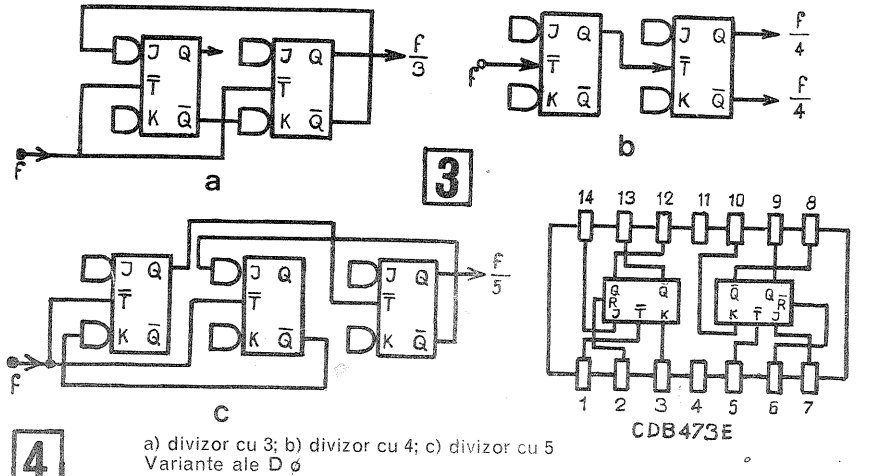 J Q
T̅
K Q̅
J Q
T̅
K Q̅
f/3
f
a
J Q
T̅
K Q̅
J Q
T̅
K Q̅
f/4
f/4
f
b
3
J Q
T̅
K Q̅
J Q
T̅
K Q̅
J Q
T̅
K Q̅
f/5
f
c
14 13 12 11 10 9 8
Q Q̅
R
J T̅ K
Q̅ Q R̅
K T̅ J
1 2 3 4 5 6 7
CDB473E
4
a) divizor cu 3; b) divizor cu 4; c) divizor cu 5
Variante ale D ø